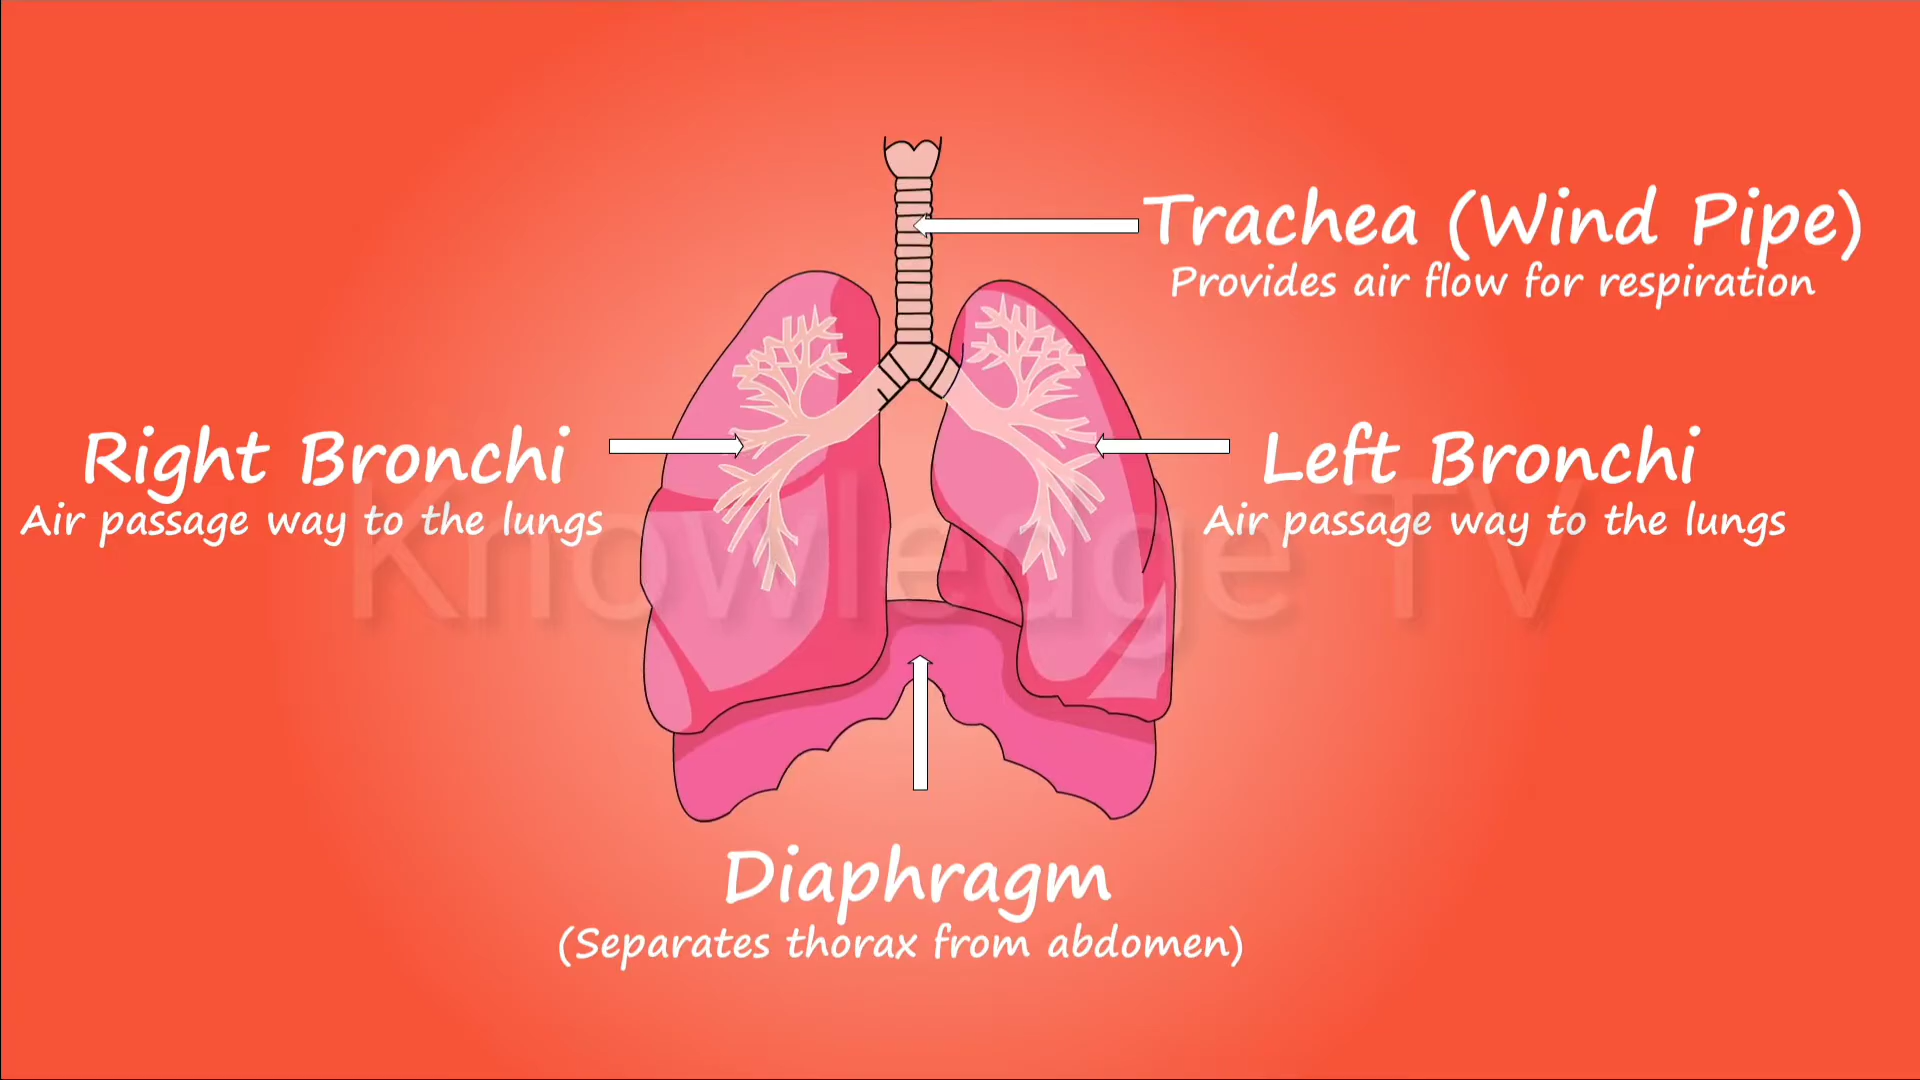 Trachea (Wind Pipe)
Provides air flow for respiration
Right Bronchi
Air passage way to the lungs
Left Bronchi
Air passage way to the lungs
Knowledge TV
Diaphragm
(Separates thorax from abdomen)